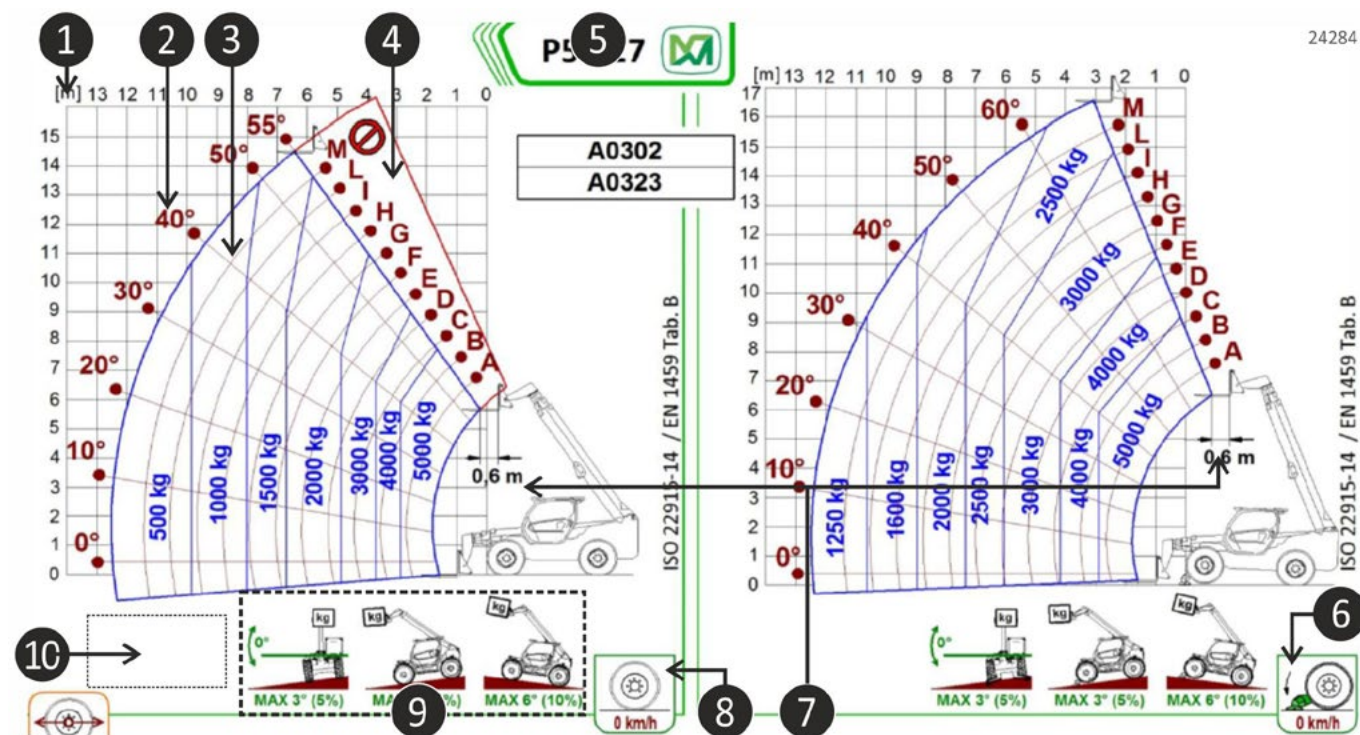 1
2
3
4
5
24284
[m] 13 12 11 10 9 8 7 6 5 4 3 2 1 0
15
14
13
12
11
10
9
8
7
6
5
4
3
2
1
0
55°
50°
40°
30°
20°
10°
0°
M
L
I
H
G
F
E
D
C
B
A
500 kg
1000 kg
1500 kg
2000 kg
3000 kg
4000 kg
5000 kg
0,6 m
ISO 22915-14 / EN 1459 Tab. B
A0302
A0323
[m] 13 12 11 10 9 8 7 6 5 4 3 2 1 0
17
16
15
14
13
12
11
10
9
8
7
6
5
4
3
2
1
0
60°
50°
40°
30°
20°
10°
0°
M
L
I
H
G
F
E
D
C
B
A
2500 kg
3000 kg
4000 kg
5000 kg
1250 kg
1600 kg
2000 kg
2500 kg
3000 kg
4000 kg
0,6 m
ISO 22915-14 / EN 1459 Tab. B
10
0°
kg
kg
kg
MAX 3° (5%)
MAX 6° (10%)
9
0 km/h
8
7
0°
kg
kg
kg
MAX 3° (5%)
MAX 3° (5%)
MAX 6° (10%)
6
0 km/h